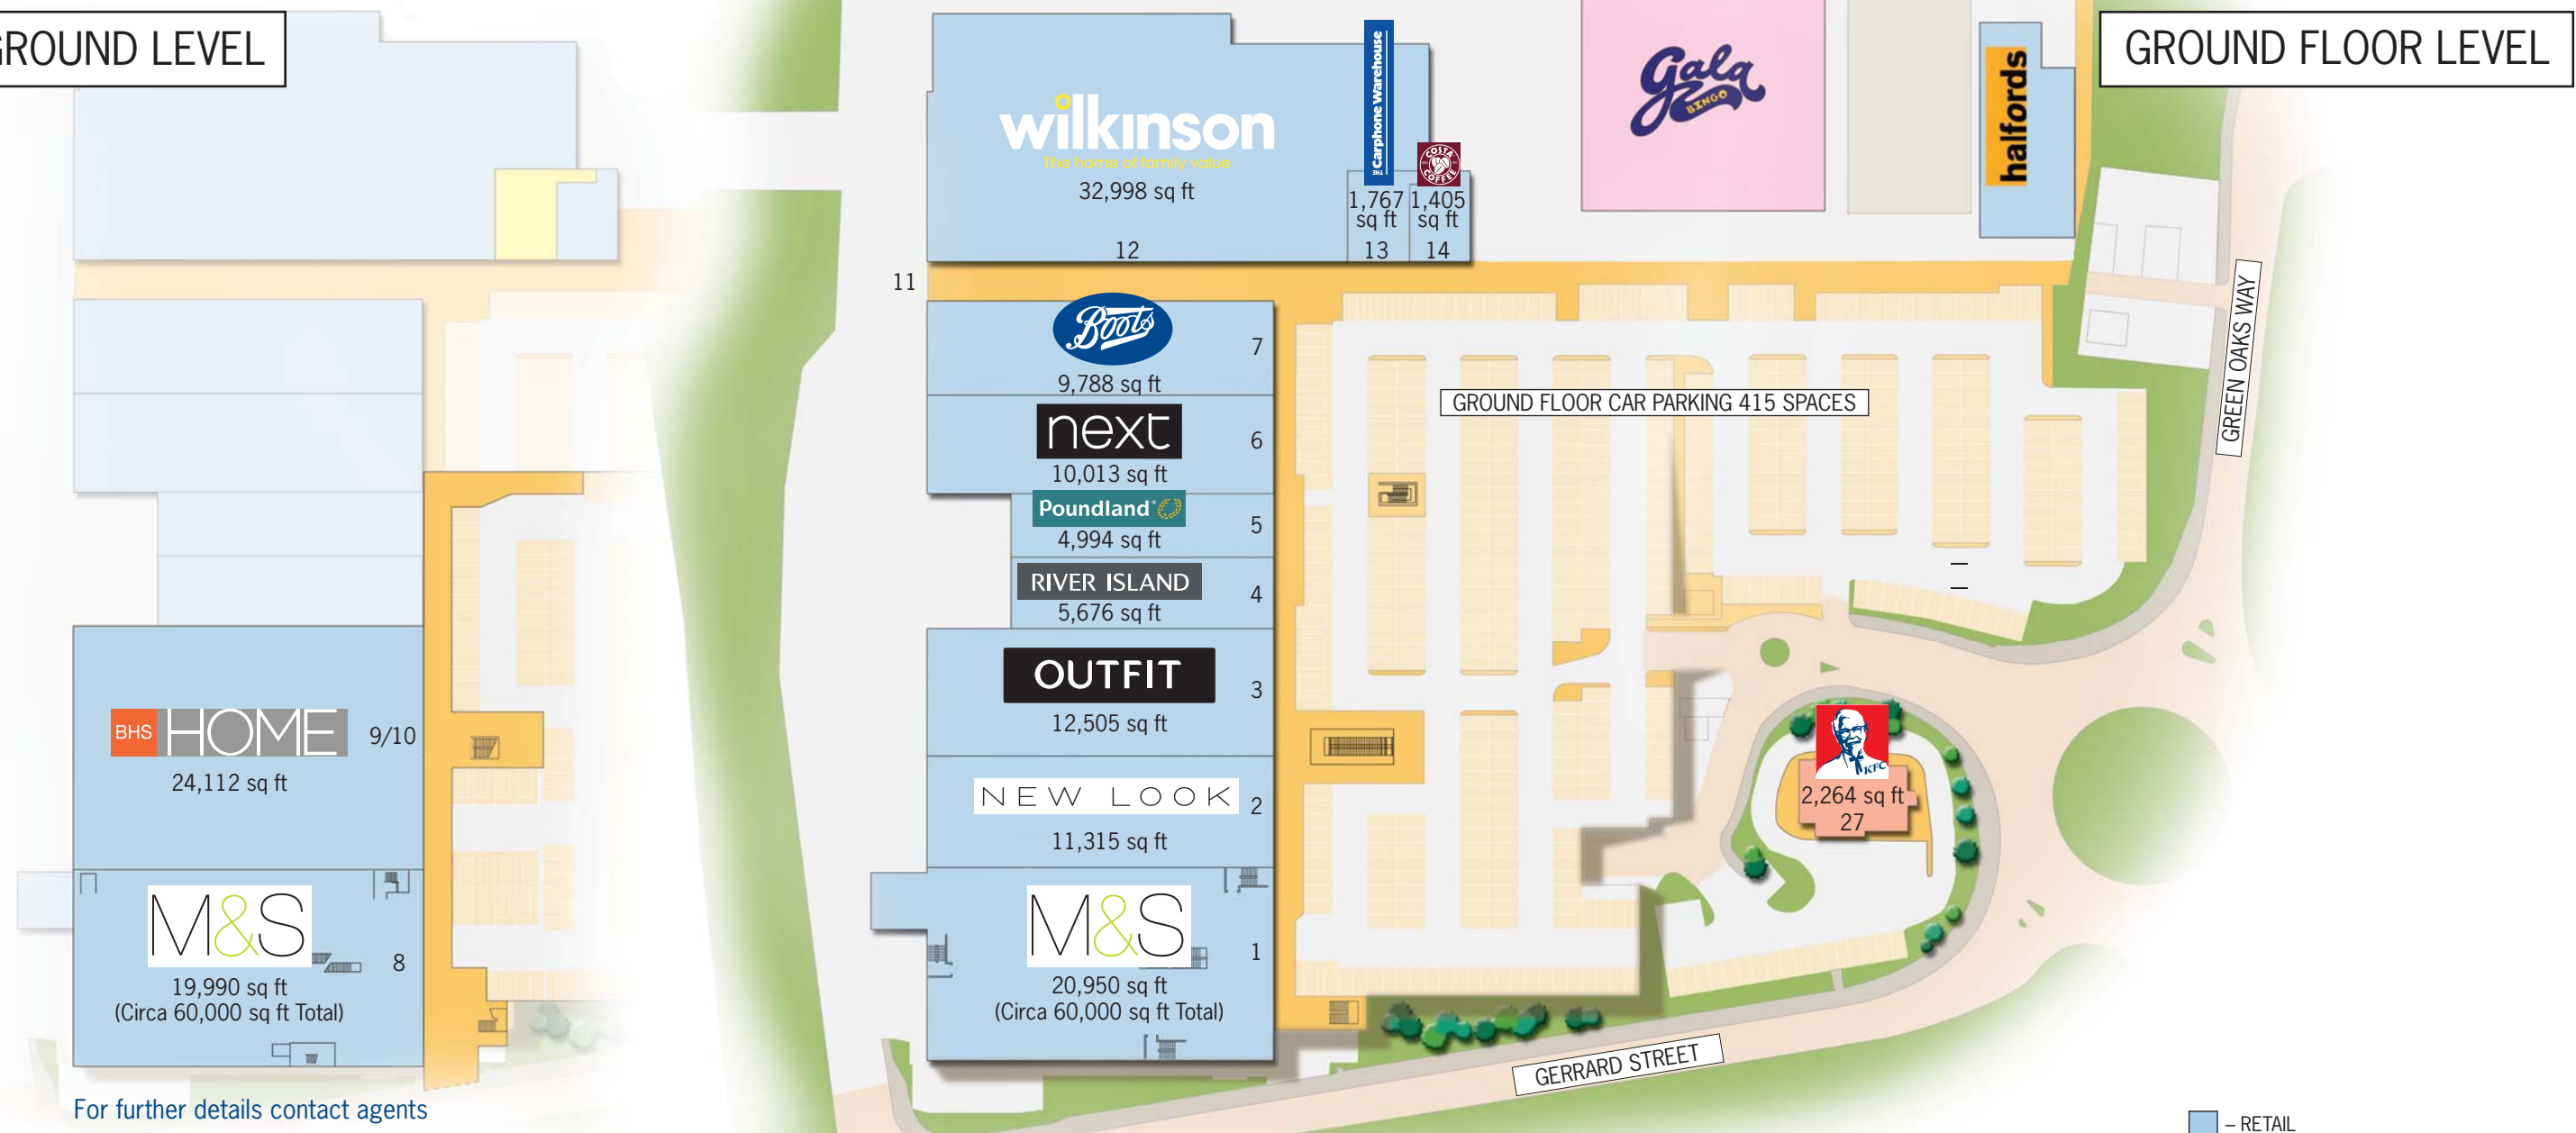 GROUND LEVEL
GROUND FLOOR LEVEL
wilkinson
The home of family value
32,998 sq ft
12
THE Carphone Warehouse
1,767
sq ft
13
COSTA
COFFEE
1,405
sq ft
14
Gala
BINGO
halfords
11
Boots
9,788 sq ft
7
next
10,013 sq ft
6
Poundland
4,994 sq ft
5
RIVER ISLAND
5,676 sq ft
4
OUTFIT
12,505 sq ft
3
NEW LOOK
11,315 sq ft
2
M&S
20,950 sq ft
(Circa 60,000 sq ft Total)
1
BHS HOME
9/10
24,112 sq ft
M&S
8
19,990 sq ft
(Circa 60,000 sq ft Total)
GROUND FLOOR CAR PARKING 415 SPACES
GREEN OAKS WAY
KFC
2,264 sq ft
27
GERRARD STREET
For further details contact agents
– RETAIL